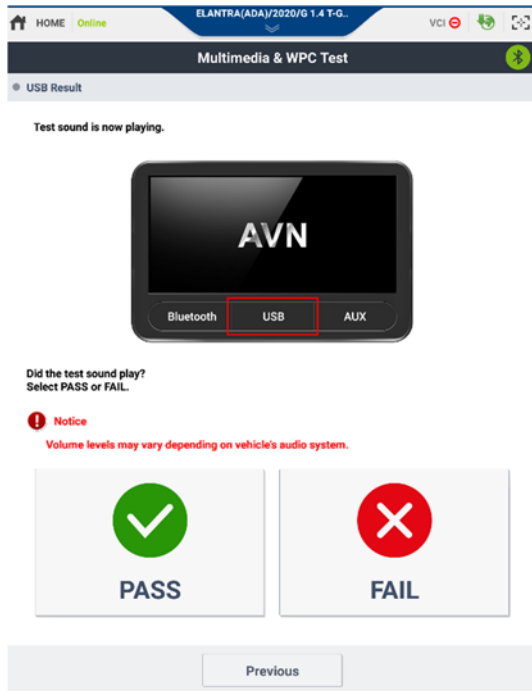 HOME Online
ELANTRA(ADA)/2020/G 1.4 T-G..
VCI
Multimedia & WPC Test
USB Result
Test sound is now playing.
AVN
Bluetooth USB AUX
Did the test sound play?
Select PASS or FAIL.
Notice
Volume levels may vary depending on vehicle's audio system.
PASS FAIL
Previous